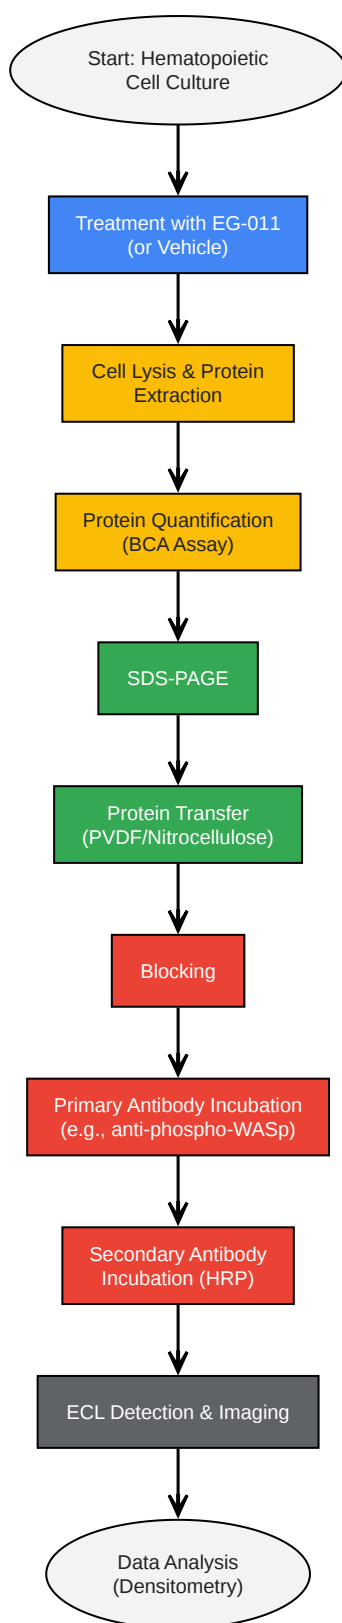 Start: Hematopoietic
Cell Culture
Treatment with EG-011
(or Vehicle)
Cell Lysis & Protein
Extraction
Protein Quantification
(BCA Assay)
SDS-PAGE
Protein Transfer
(PVDF/Nitrocellulose)
Blocking
Primary Antibody Incubation
(e.g., anti-phospho-WASp)
Secondary Antibody
Incubation (HRP)
ECL Detection & Imaging
Data Analysis
(Densitometry)